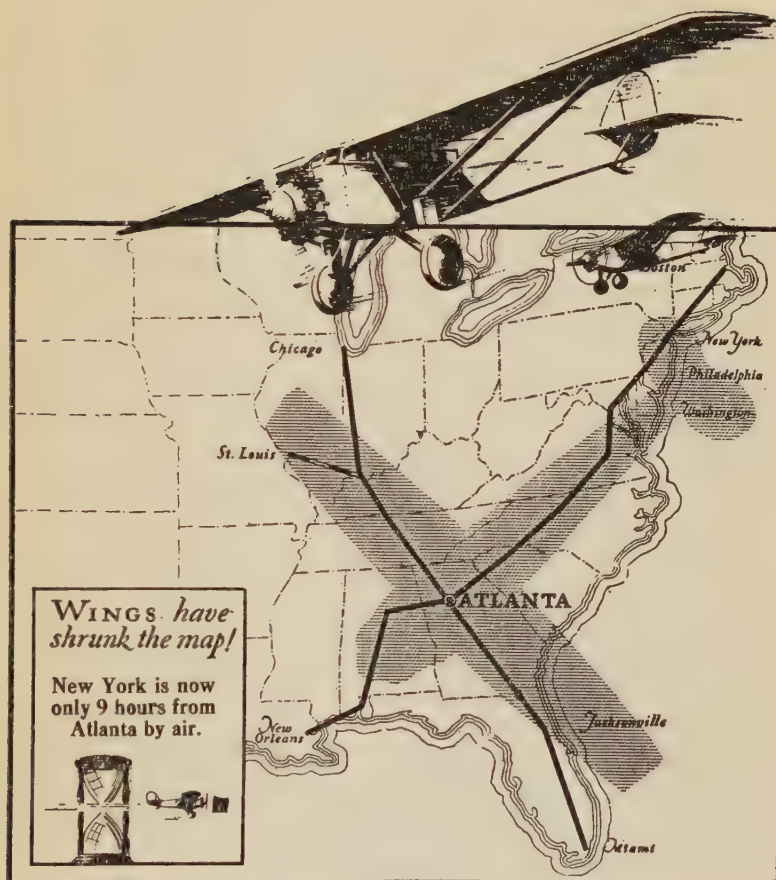 Boston
Chicago
New York
Philadelphia
Washington
St. Louis
ATLANTA
WINGS have
shrunk the map!
New York is now
only 9 hours from
Atlanta by air.
New
Orleans
Jacksonville